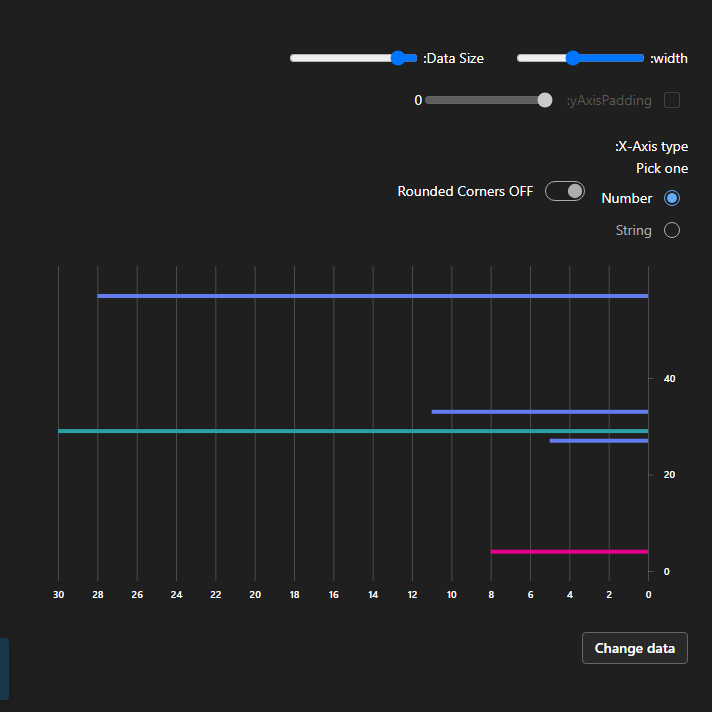 :width
:Data Size
:yAxisPadding
0
:X-Axis type
Pick one
Number
Rounded Corners OFF
String
40
20
0
30 28 26 24 22 20 18 16 14 12 10 8 6 4 2 0
Change data